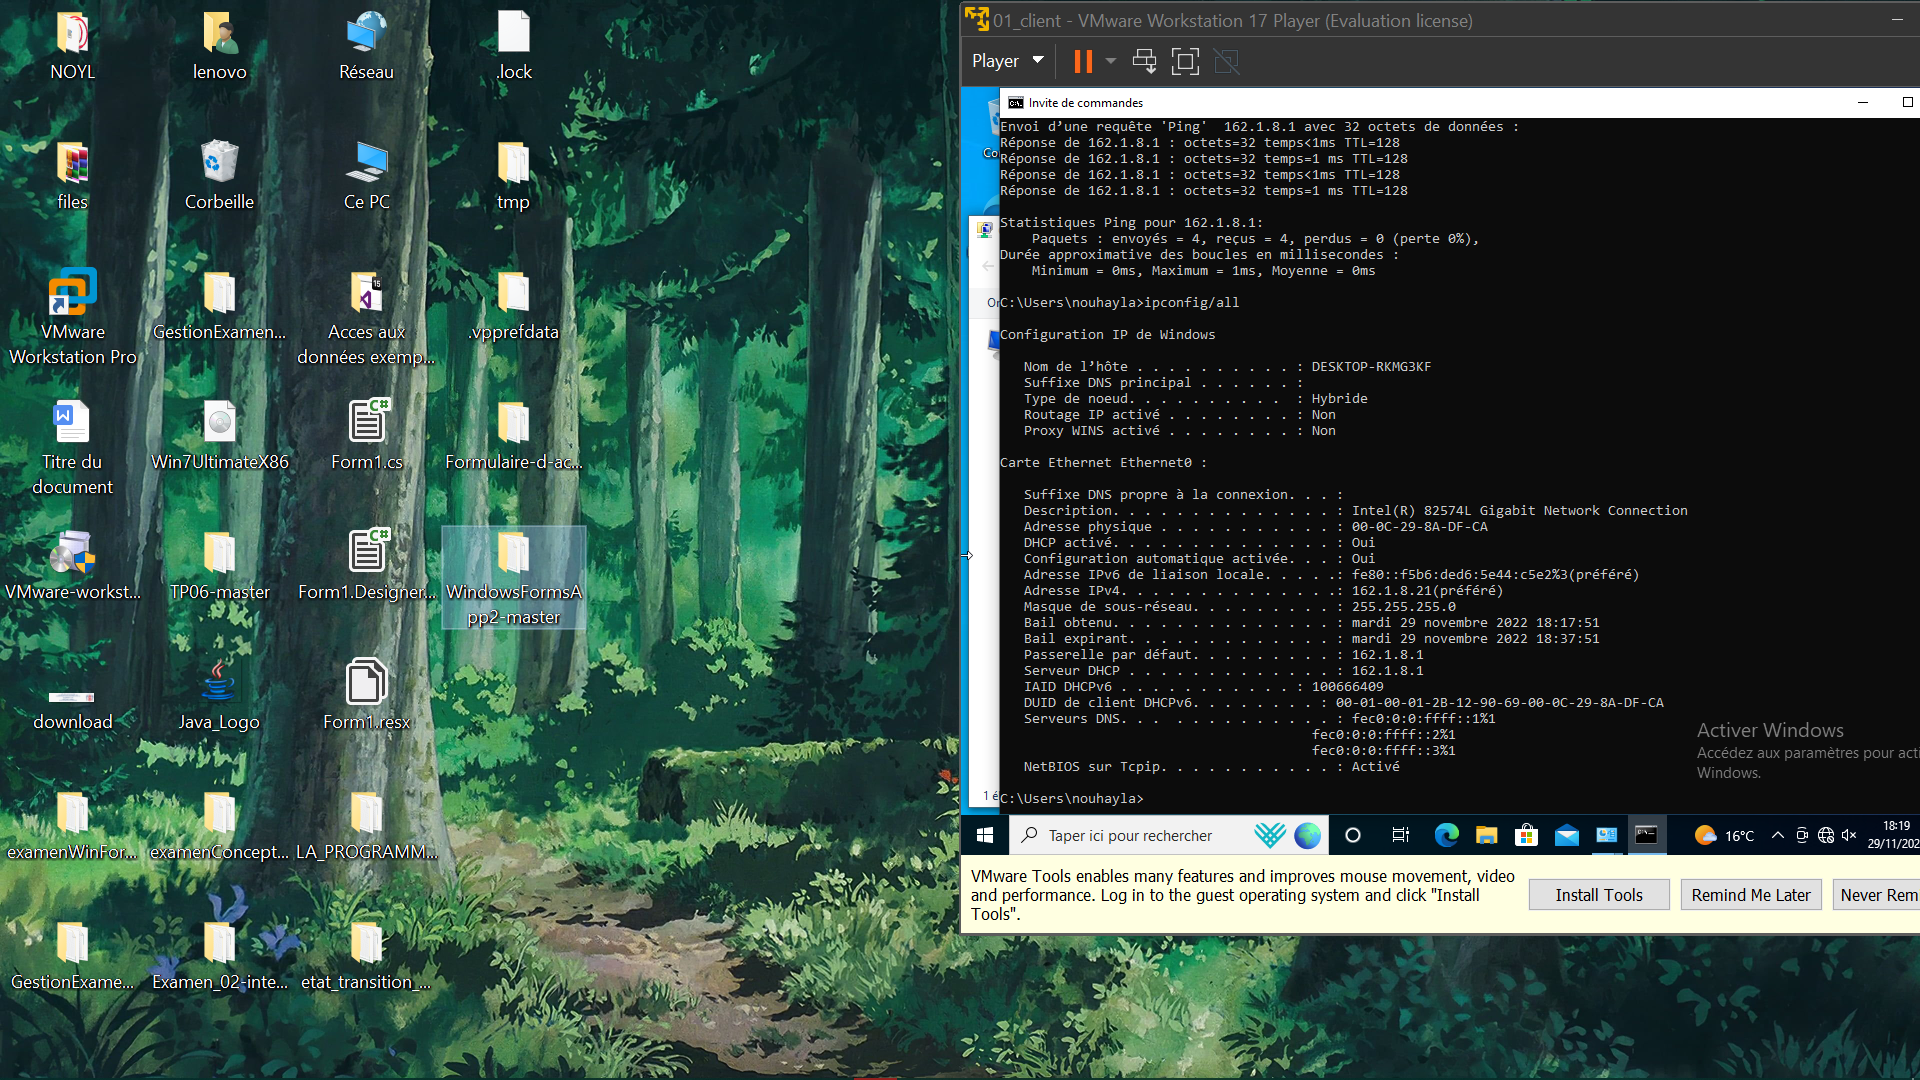 NOYL
lenovo
Réseau
.lock
files
Corbeille
Ce PC
tmp
VMware
Workstation Pro
GestionExamen...
Acces aux
données exemp...
.vpprefdata
Titre du
document
Win7UltimateX86
Form1.cs
Formulaire-d-ac...
VMware-workst...
TP06-master
Form1.Designer...
WindowsFormsA
pp2-master
download
Java_Logo
Form1.resx
examenWinFor...
examenConcept...
LA_PROGRAMM...
GestionExame...
Examen_02-inte...
etat_transition_...
01_client - VMware Workstation 17 Player (Evaluation license)
Player
Invite de commandes
Envoi d’une requête 'Ping'  162.1.8.1 avec 32 octets de données :
Réponse de 162.1.8.1 : octets=32 temps<1ms TTL=128
Réponse de 162.1.8.1 : octets=32 temps=1 ms TTL=128
Réponse de 162.1.8.1 : octets=32 temps<1ms TTL=128
Réponse de 162.1.8.1 : octets=32 temps=1 ms TTL=128
Statistiques Ping pour 162.1.8.1:
Paquets : envoyés = 4, reçus = 4, perdus = 0 (perte 0%),
Durée approximative des boucles en millisecondes :
Minimum = 0ms, Maximum = 1ms, Moyenne = 0ms
C:\Users\nouhayla>ipconfig/all
Configuration IP de Windows
Nom de l’hôte . . . . . . . . . . : DESKTOP-RKMG3KF
Suffixe DNS principal . . . . . . :
Type de noeud. . . . . . . . . .  : Hybride
Routage IP activé . . . . . . . . : Non
Proxy WINS activé . . . . . . . . : Non
Carte Ethernet Ethernet0 :
Suffixe DNS propre à la connexion. . . :
Description. . . . . . . . . . . . . . : Intel(R) 82574L Gigabit Network Connection
Adresse physique . . . . . . . . . . . : 00-0C-29-8A-DF-CA
DHCP activé. . . . . . . . . . . . . . : Oui
Configuration automatique activée. . . : Oui
Adresse IPv6 de liaison locale. . . . .: fe80::f5b6:ded6:5e44:c5e2%3(préféré)
Adresse IPv4. . . . . . . . . . . . . .: 162.1.8.21(préféré)
Masque de sous-réseau. . . . . . . . . : 255.255.255.0
Bail obtenu. . . . . . . . . . . . . . : mardi 29 novembre 2022 18:17:51
Bail expirant. . . . . . . . . . . . . : mardi 29 novembre 2022 18:37:51
Passerelle par défaut. . . . . . . . . : 162.1.8.1
Serveur DHCP . . . . . . . . . . . . . : 162.1.8.1
IAID DHCPv6 . . . . . . . . . . . : 100666409
DUID de client DHCPv6. . . . . . . . : 00-01-00-01-2B-12-90-69-00-0C-29-8A-DF-CA
Serveurs DNS. . .  . . . . . . . . . . : fec0:0:0:ffff::1%1
fec0:0:0:ffff::2%1
fec0:0:0:ffff::3%1
NetBIOS sur Tcpip. . . . . . . . . . . : Activé
C:\Users\nouhayla>
Co
Or
1 é
Activer Windows
Accédez aux paramètres pour acti
Windows.
Taper ici pour rechercher
16°C
18:19
29/11/202
VMware Tools enables many features and improves mouse movement, video
and performance. Log in to the guest operating system and click "Install
Tools".
Install Tools
Remind Me Later
Never Rem